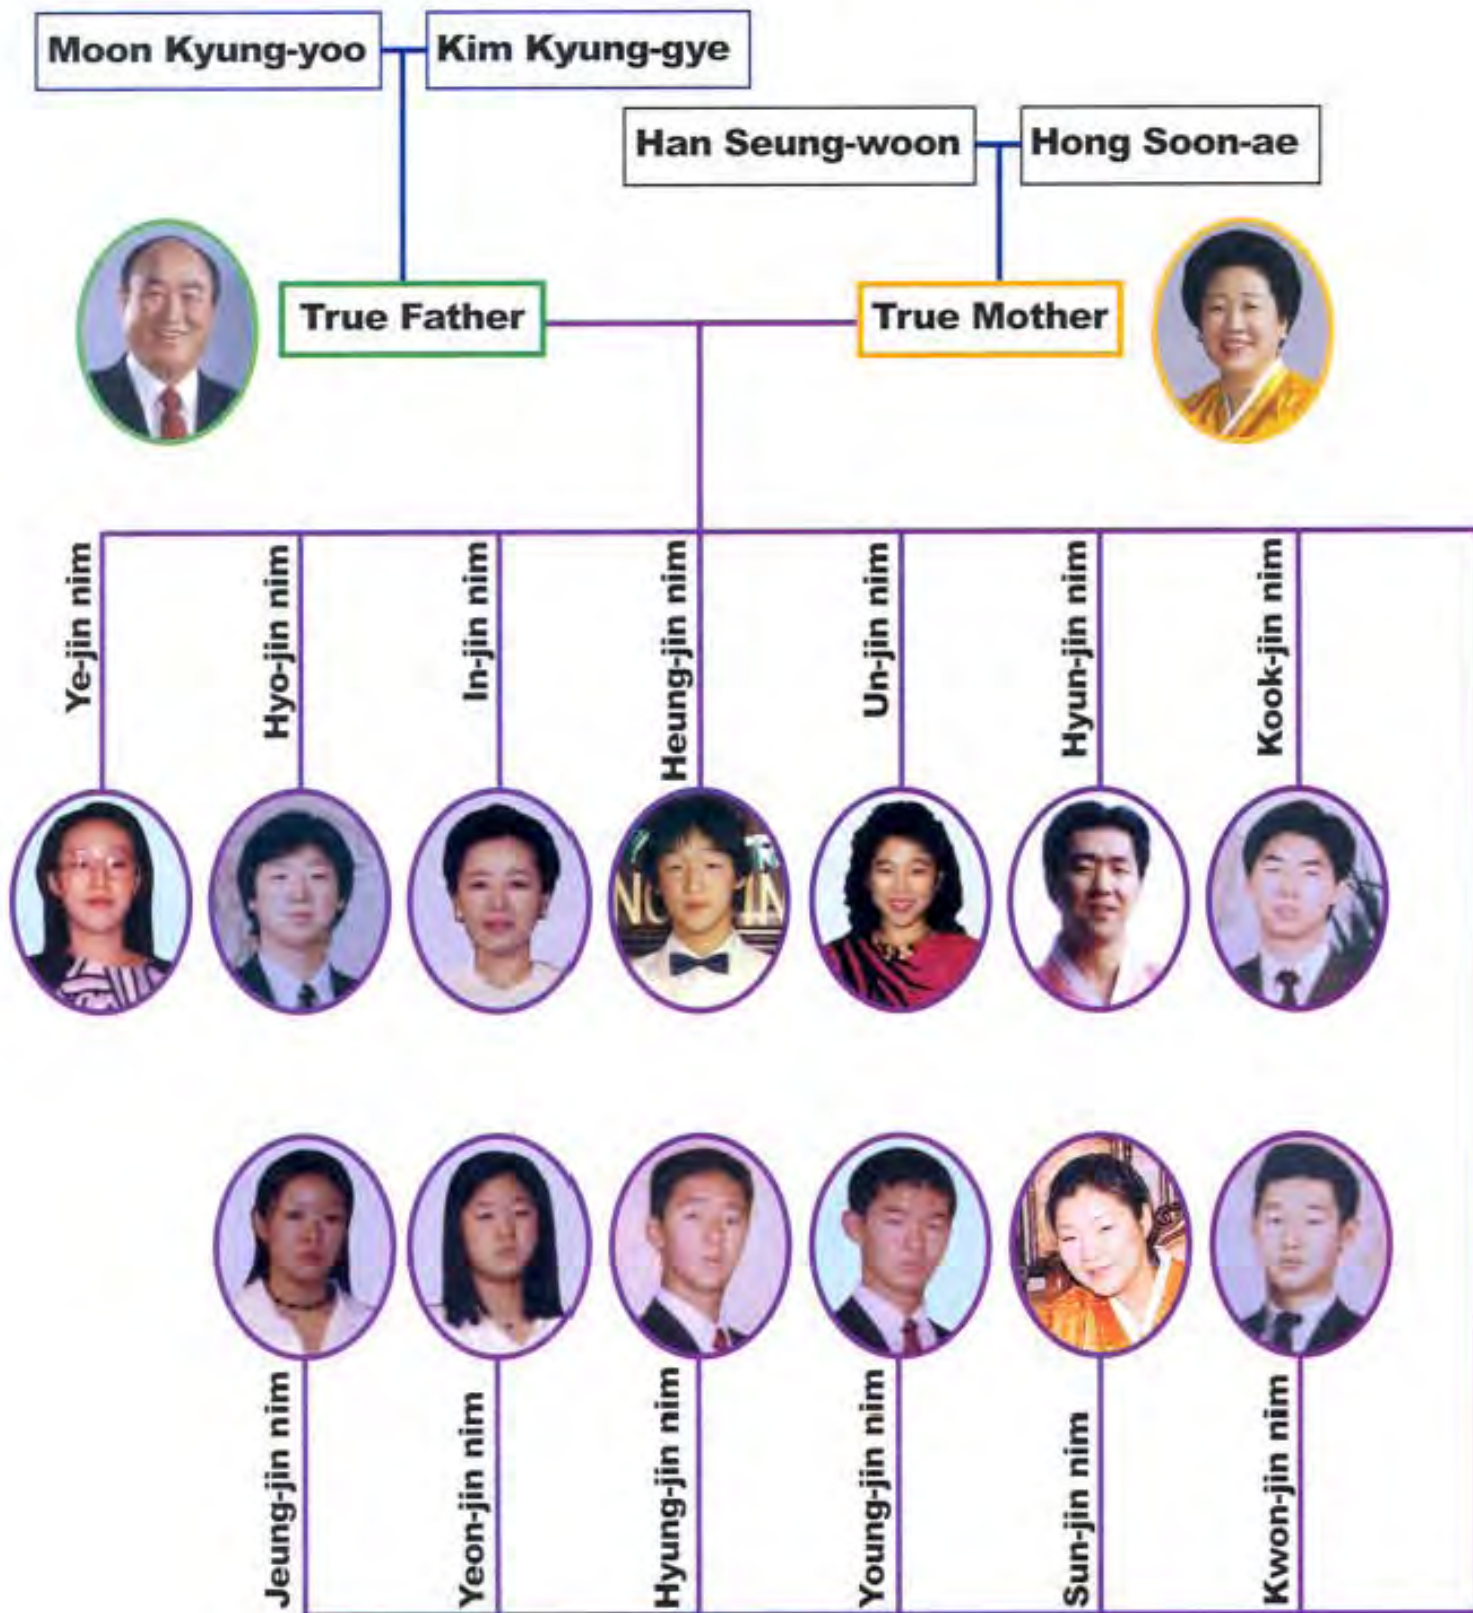 Moon Kyung-yoo
Kim Kyung-gye
Han Seung-woon
Hong Soon-ae
True Father
True Mother
Ye-jin nim
Hyo-jin nim
In-jin nim
Heung-jin nim
Un-jin nim
Hyun-jin nim
Kook-jin nim
Jeung-jin nim
Yeon-jin nim
Hyung-jin nim
Young-jin nim
Sun-jin nim
Kwon-jin nim